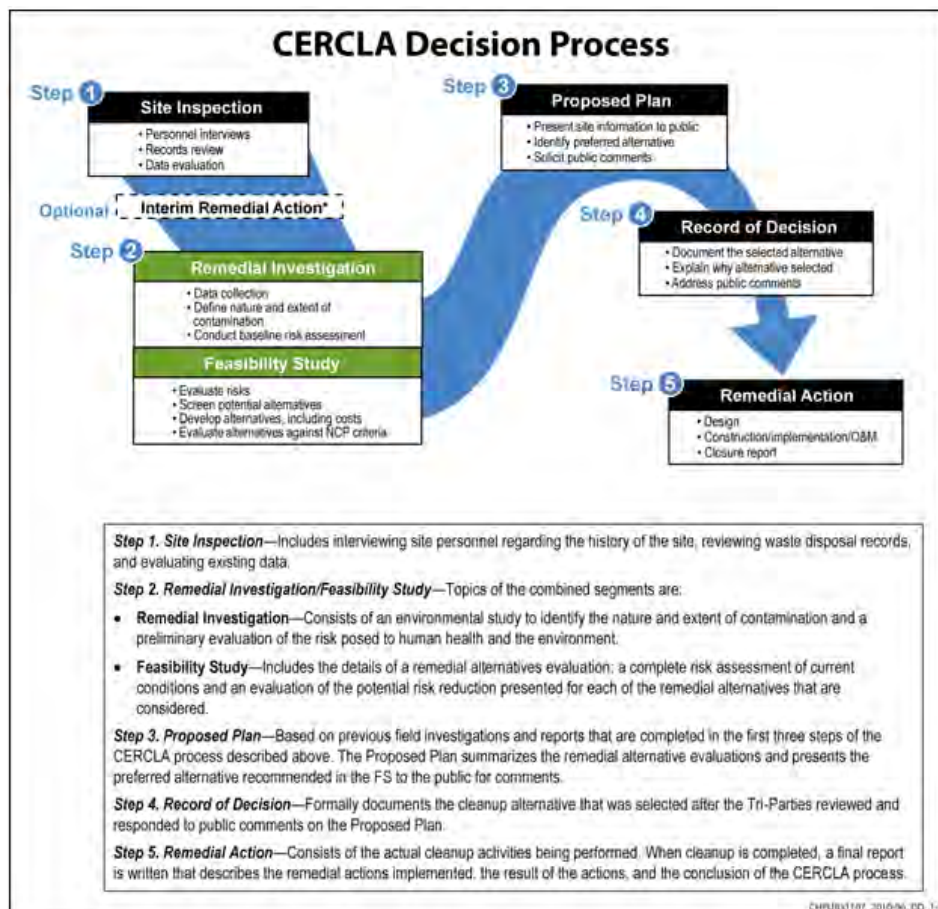 CERCLA Decision Process
Step 1
Site Inspection
• Personnel interviews
• Records review
• Data evaluation
Optional
Interim Remedial Action*
Step 2
Remedial Investigation
• Data collection
• Define nature and extent of
contamination
• Conduct baseline risk assessment
Feasibility Study
• Evaluate risks
• Screen potential alternatives
• Develop alternatives, including costs
• Evaluate alternatives against NCP criteria
Step 3
Proposed Plan
• Present site information to public
• Identify preferred alternative
• Solicit public comments
Step 4
Record of Decision
• Document the selected alternative
• Explain why alternative selected
• Address public comments
Step 5
Remedial Action
• Design
• Construction/implementation/O&M
• Closure report
Step 1. Site Inspection—Includes interviewing site personnel regarding the history of the site, reviewing waste disposal records,
and evaluating existing data.
Step 2. Remedial Investigation/Feasibility Study—Topics of the combined segments are:
• Remedial Investigation—Consists of an environmental study to identify the nature and extent of contamination and a
preliminary evaluation of the risk posed to human health and the environment.
• Feasibility Study—Includes the details of a remedial alternatives evaluation; a complete risk assessment of current
conditions and an evaluation of the potential risk reduction presented for each of the remedial alternatives that are
considered.
Step 3. Proposed Plan—Based on previous field investigations and reports that are completed in the first three steps of the
CERCLA process described above. The Proposed Plan summarizes the remedial alternative evaluations and presents the
preferred alternative recommended in the FS to the public for comments.
Step 4. Record of Decision—Formally documents the cleanup alternative that was selected after the Tri-Parties reviewed and
responded to public comments on the Proposed Plan.
Step 5. Remedial Action—Consists of the actual cleanup activities being performed. When cleanup is completed, a final report
is written that describes the remedial actions implemented, the result of the actions, and the conclusion of the CERCLA process.